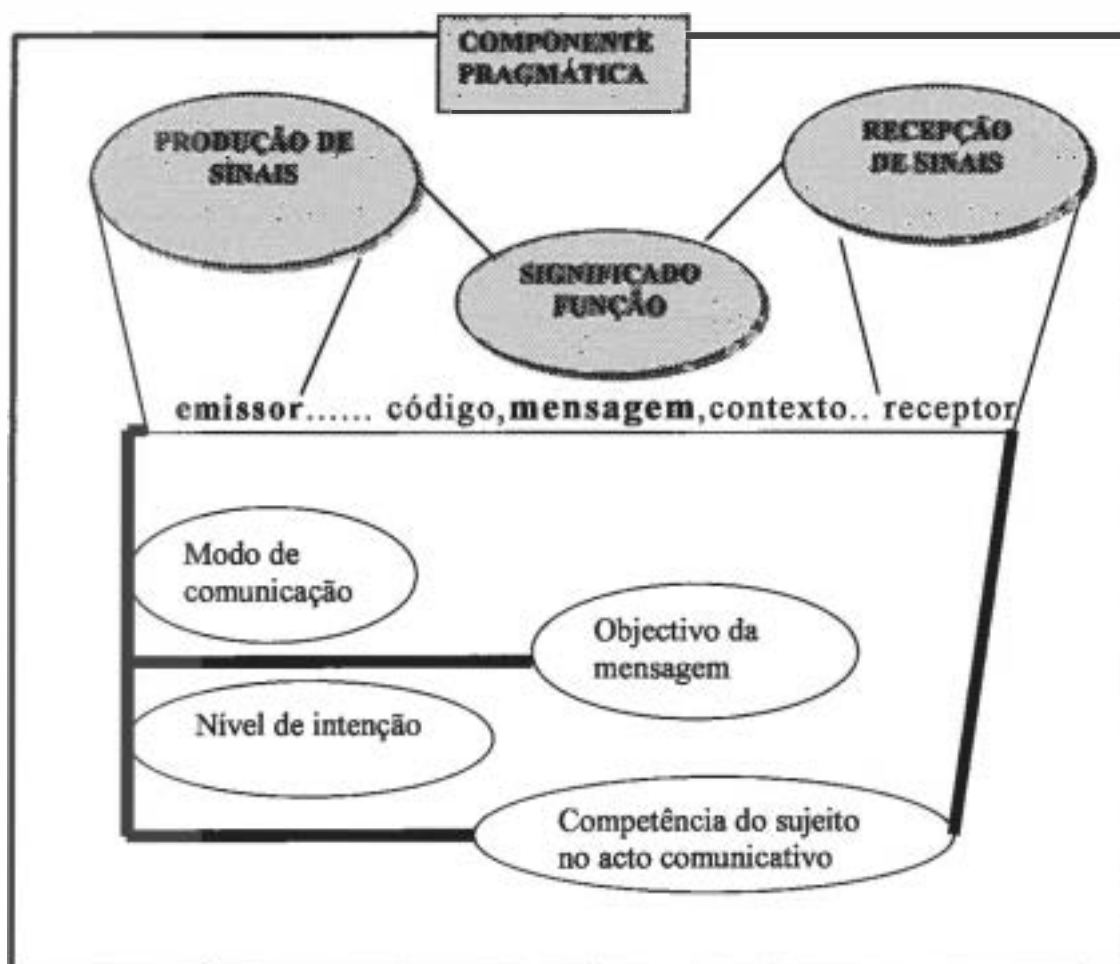 COMPONENTE
PRAGMÁTICA
PRODUÇÃO DE
SINAIS
RECEPÇÃO
DE SINAIS
SIGNIFICADO
FUNÇÃO
emissor...... código,mensagem,contexto.. receptor
Modo de
comunicação
Objectivo da
mensagem
Nível de intenção
Competência do sujeito
no acto comunicativo